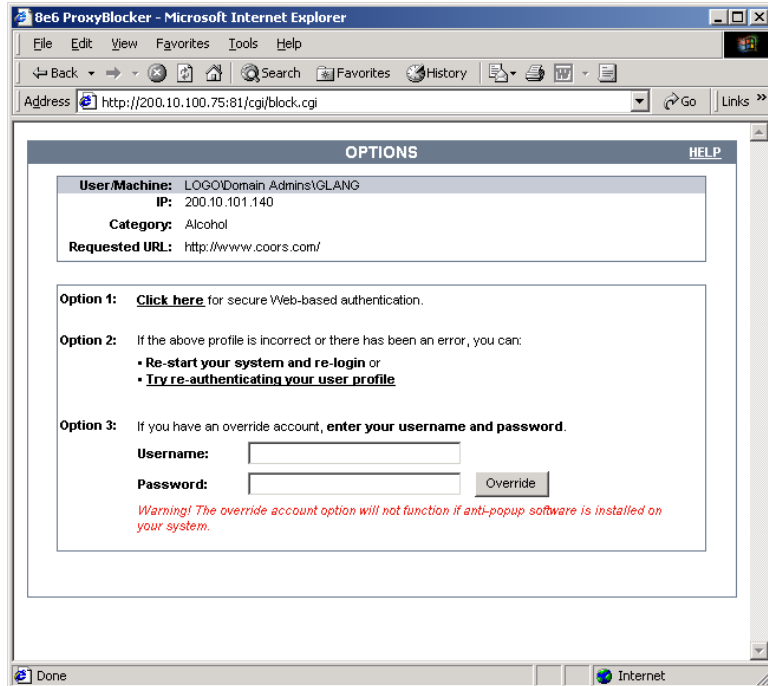 8e6 ProxyBlocker - Microsoft Internet Explorer
File Edit View Favorites Tools Help
Back Search Favorites History
Address http://200.10.100.75:81/cgi/block.cgi Go Links »
OPTIONS HELP
User/Machine: LOGO\Domain Admins\GLANG
IP: 200.10.101.140
Category: Alcohol
Requested URL: http://www.coors.com/
Option 1: Click here for secure Web-based authentication.
Option 2: If the above profile is incorrect or there has been an error, you can:
▪ Re-start your system and re-login or
▪ Try re-authenticating your user profile
Option 3: If you have an override account, enter your username and password.
Username:
Password: Override
Warning! The override account option will not function if anti-popup software is installed on
your system.
Done Internet